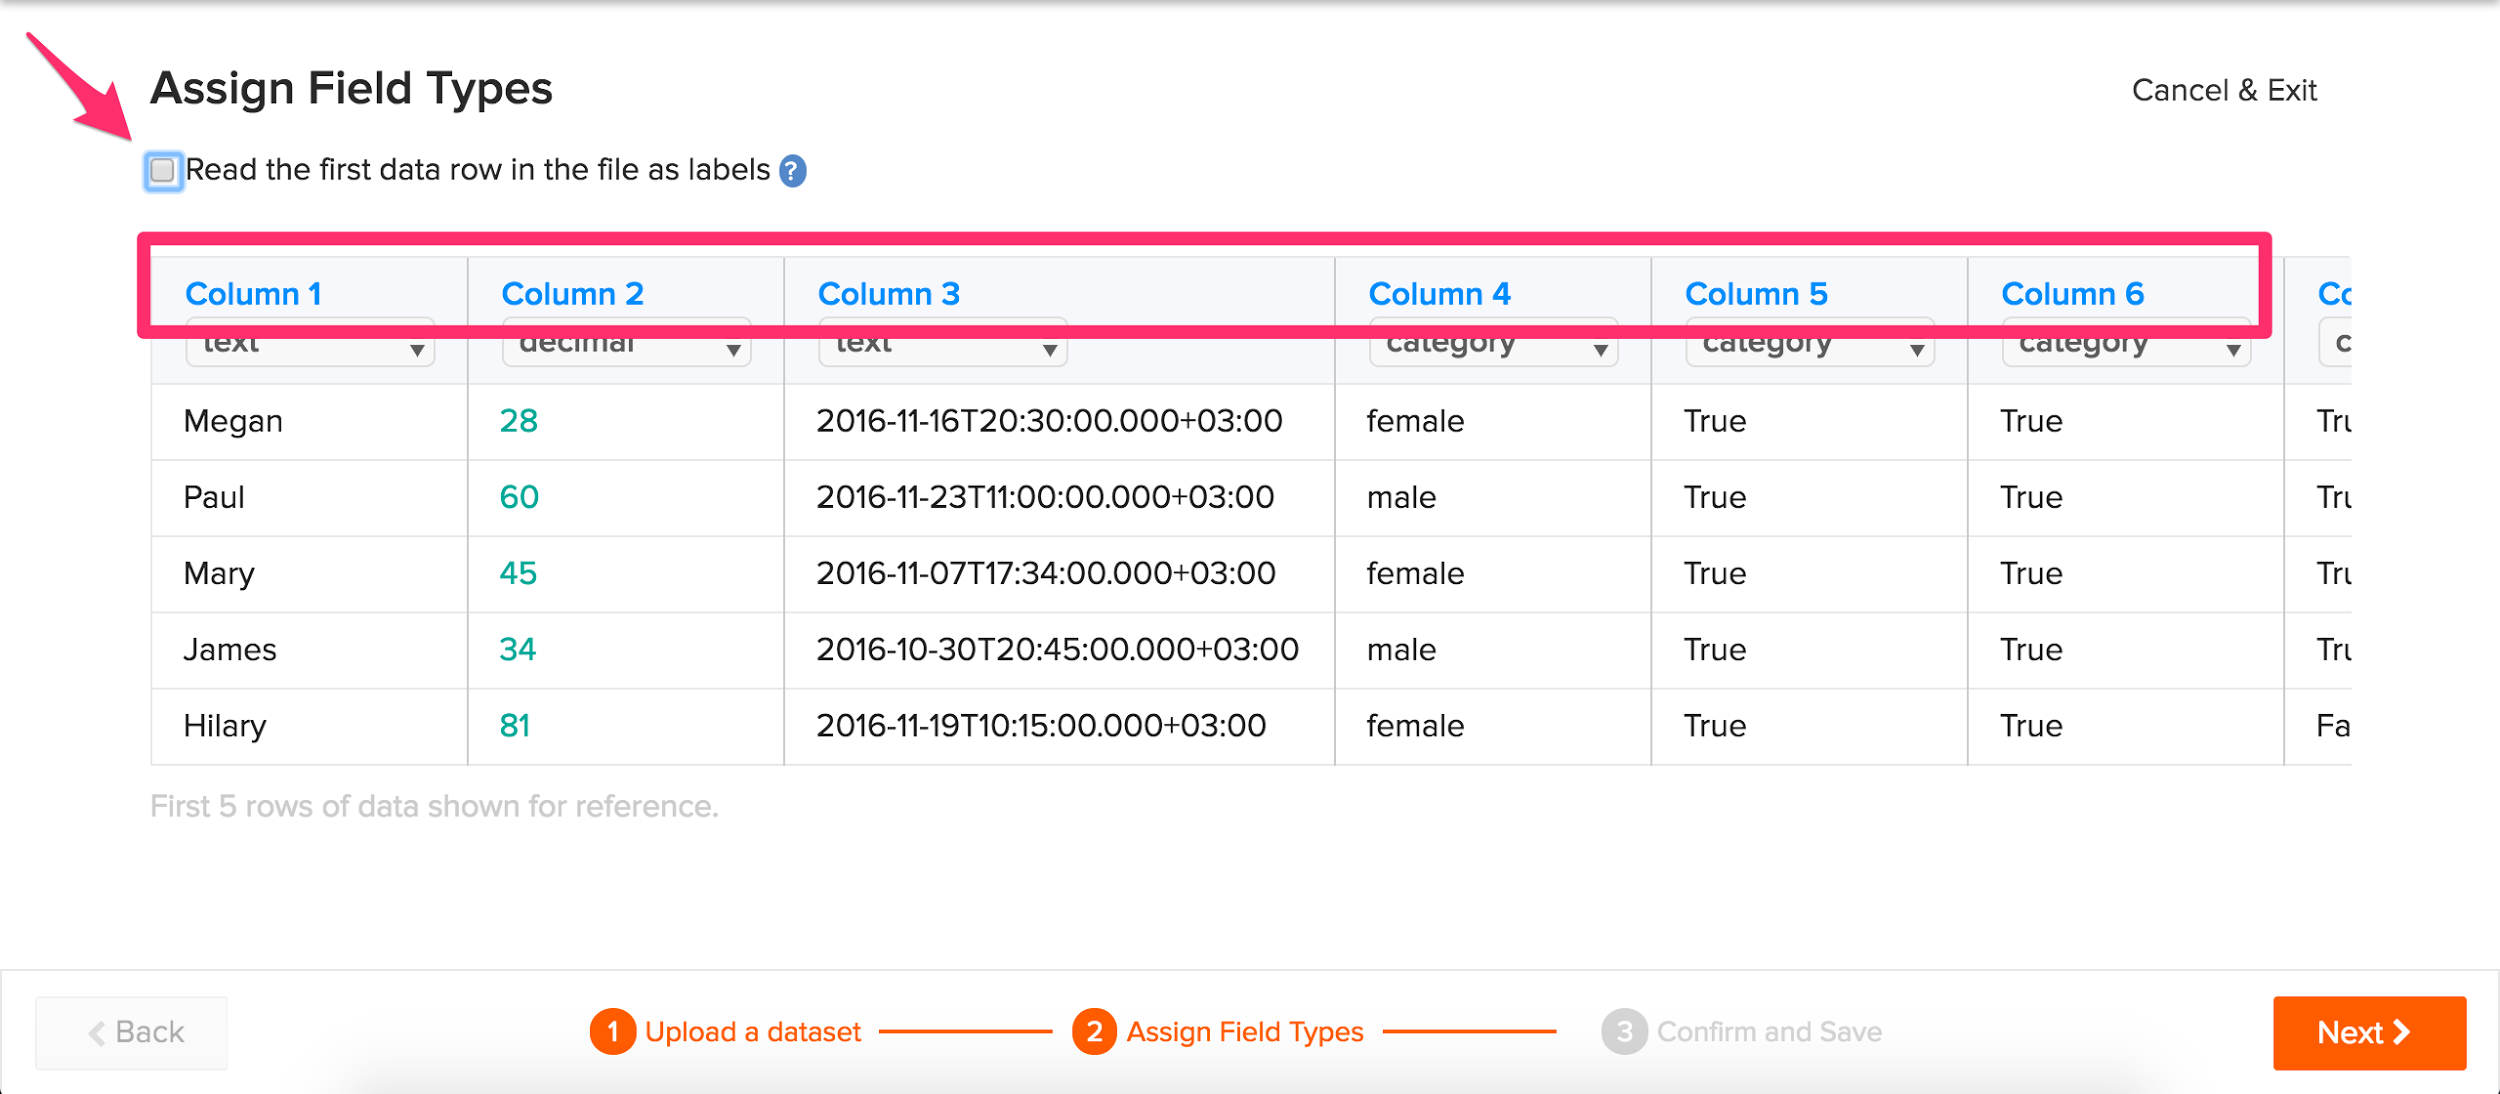 Assign Field Types
Cancel & Exit
Read the first data row in the file as labels ?
Column 1 Column 2 Column 3 Column 4 Column 5 Column 6
text decimal text category category category
Megan 28 2016-11-16T20:30:00.000+03:00 female True True
Paul 60 2016-11-23T11:00:00.000+03:00 male True True
Mary 45 2016-11-07T17:34:00.000+03:00 female True True
James 34 2016-10-30T20:45:00.000+03:00 male True True
Hilary 81 2016-11-19T10:15:00.000+03:00 female True True
First 5 rows of data shown for reference.
Back 1 Upload a dataset 2 Assign Field Types 3 Confirm and Save Next